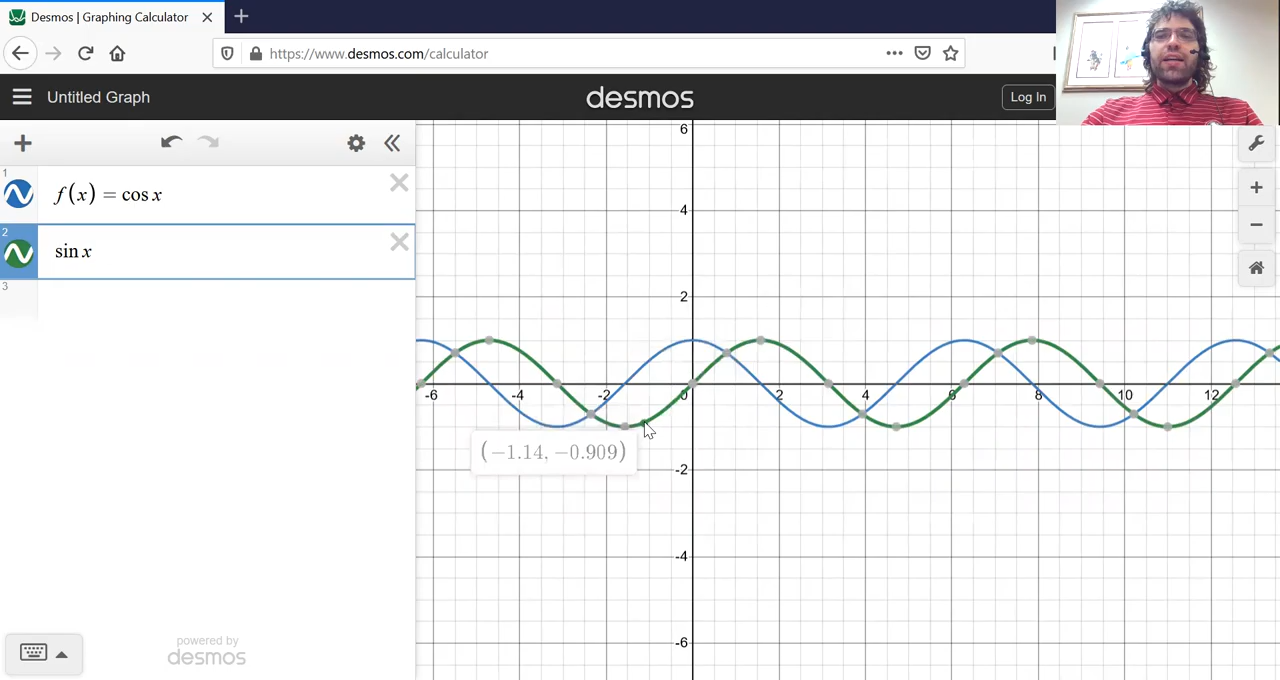 Desmos | Graphing Calculator
https://www.desmos.com/calculator
Untitled Graph
desmos
Log In
1
f(x) = cos x
2
sin x
3
6
4
2
-6 -4 -2 0 2 4 6 8 10 12
(−1.14, −0.909)
-2
-4
-6
powered by
desmos